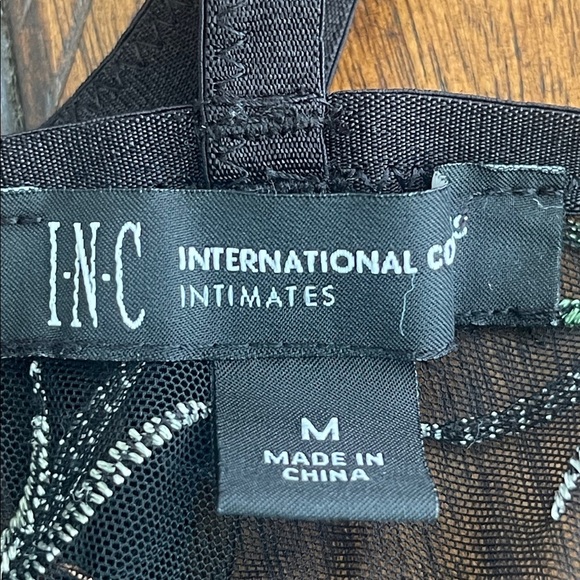 I·N·C
INTERNATIONAL CO
INTIMATES
M
MADE IN
CHINA